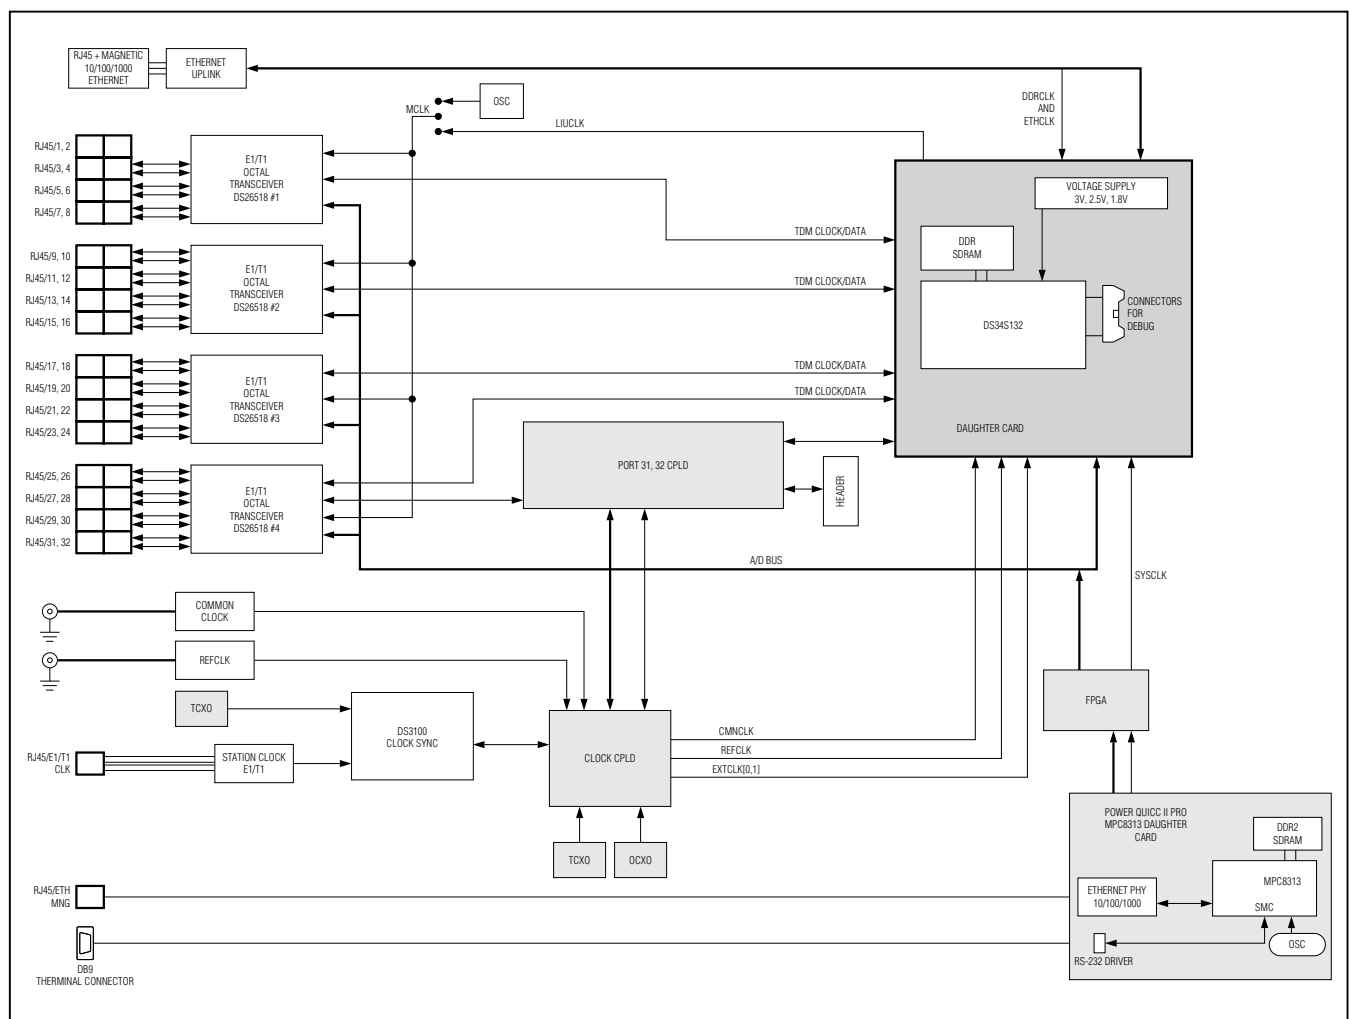 RJ45 + MAGNETIC
10/100/1000
ETHERNET
ETHERNET
UPLINK
OSC
MCLK
LIUCLK
DDRCLK
AND
ETHCLK
RJ45/1, 2
RJ45/3, 4
RJ45/5, 6
RJ45/7, 8
E1/T1
OCTAL
TRANSCEIVER
DS26518 #1
TDM CLOCK/DATA
VOLTAGE SUPPLY
3V, 2.5V, 1.8V
DDR
SDRAM
RJ45/9, 10
RJ45/11, 12
RJ45/13, 14
RJ45/15, 16
E1/T1
OCTAL
TRANSCEIVER
DS26518 #2
TDM CLOCK/DATA
DS34S132
CONNECTORS
FOR
DEBUG
RJ45/17, 18
RJ45/19, 20
RJ45/21, 22
RJ45/23, 24
E1/T1
OCTAL
TRANSCEIVER
DS26518 #3
TDM CLOCK/DATA
TDM CLOCK/DATA
DAUGHTER CARD
RJ45/25, 26
RJ45/27, 28
RJ45/29, 30
RJ45/31, 32
E1/T1
OCTAL
TRANSCEIVER
DS26518 #4
PORT 31, 32 CPLD
HEADER
A/D BUS
SYSCLK
COMMON
CLOCK
REFCLK
TCXO
DS3100
CLOCK SYNC
RJ45/E1/T1
CLK
STATION CLOCK
E1/T1
CLOCK CPLD
CMNCLK
REFCLK
EXTCLK[0,1]
FPGA
TCXO
OCXO
POWER QUICC II PRO
MPC8313 DAUGHTER
CARD
DDR2
SDRAM
MPC8313
SMC
ETHERNET PHY
10/100/1000
OSC
RS-232 DRIVER
RJ45/ETH
MNG
DB9
THERMINAL CONNECTOR